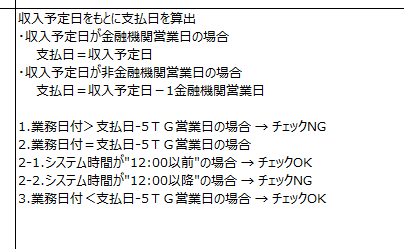 収入予定日をもとに支払日を算出
・収入予定日が金融機関営業日の場合
　支払日＝収入予定日
・収入予定日が非金融機関営業日の場合
　支払日＝収入予定日－1金融機関営業日

1.業務日付＞支払日-5ＴＧ営業日の場合 → チェックNG
2.業務日付＝支払日-5ＴＧ営業日の場合
2-1.システム時間が"12:00以前"の場合 → チェックOK
2-2.システム時間が"12:00以降"の場合 → チェックNG
3.業務日付＜支払日-5ＴＧ営業日の場合 → チェックOK